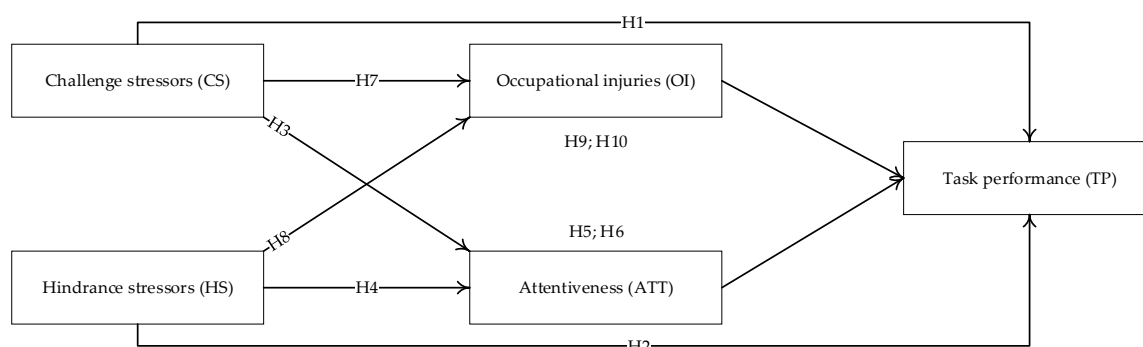 H1
Challenge stressors (CS)
H7
Occupational injuries (OI)
H3
H9; H10
Task performance (TP)
H8
H5; H6
Hindrance stressors (HS)
H4
Attentiveness (ATT)
H2